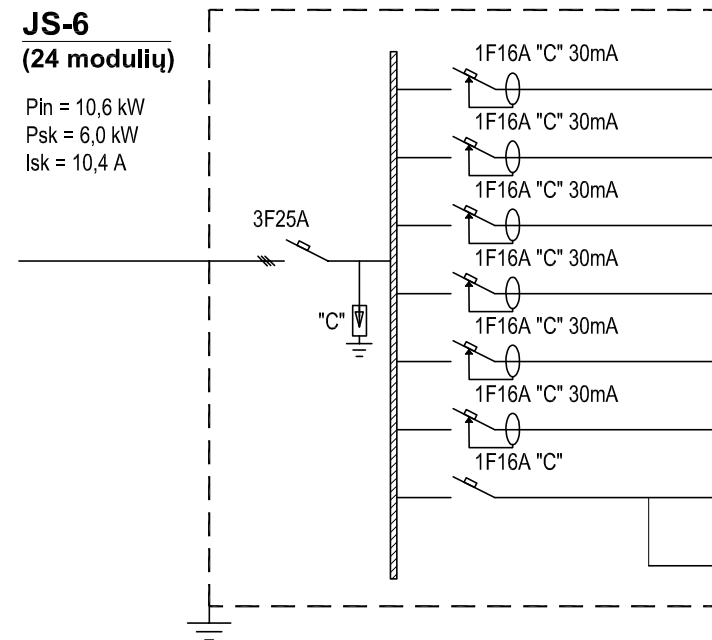 JS-6
(24 modulių)
Pin = 10,6 kW
Psk = 6,0 kW
Isk = 10,4 A
3F25A
"C"
1F16A "C" 30mA
1F16A "C" 30mA
1F16A "C" 30mA
1F16A "C" 30mA
1F16A "C" 30mA
1F16A "C" 30mA
1F16A "C"